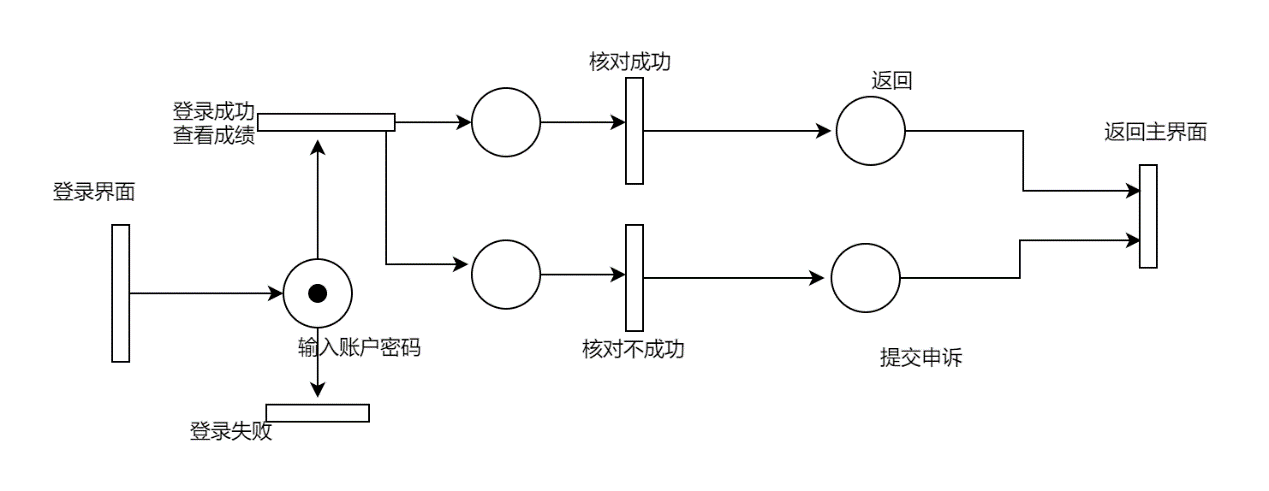 核对成功
返回
登录成功
查看成绩
返回主界面
登录界面
输入账户密码
核对不成功
提交申诉
登录失败